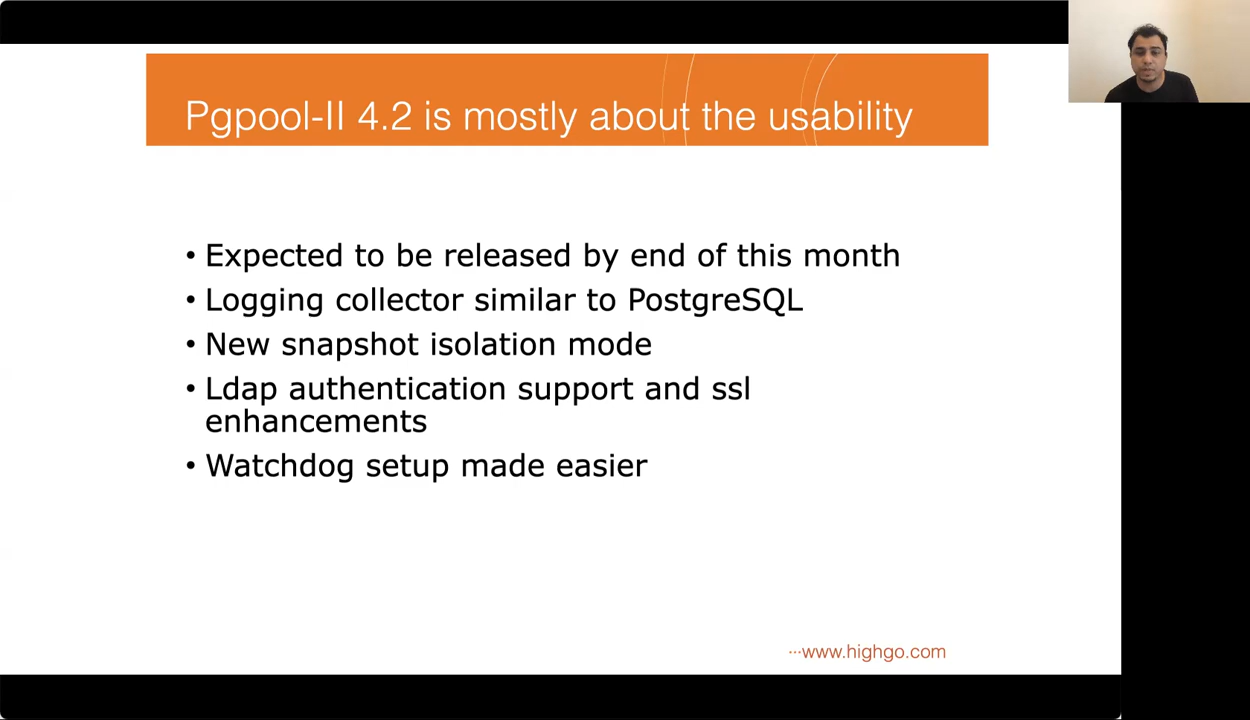 Pgpool-II 4.2 is mostly about the usability
• Expected to be released by end of this month
• Logging collector similar to PostgreSQL
• New snapshot isolation mode
• Ldap authentication support and ssl
enhancements
• Watchdog setup made easier
···www.highgo.com